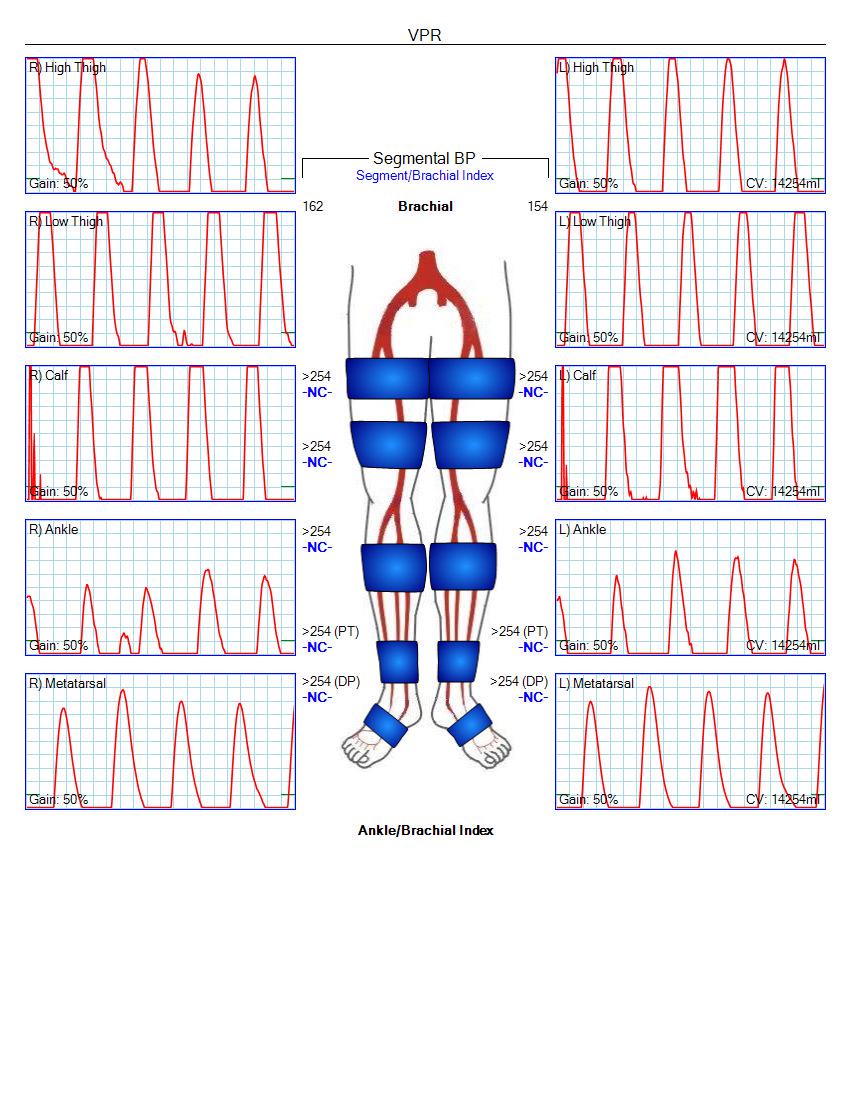 VPR
R) High Thigh
Gain: 50%
L) High Thigh
Gain: 50%
CV: 14254ml
Segmental BP
Segment/Brachial Index
162
Brachial
154
R) Low Thigh
Gain: 50%
L) Low Thigh
Gain: 50%
CV: 14254ml
>254
-NC-
>254
-NC-
R) Calf
Gain: 50%
L) Calf
Gain: 50%
CV: 14254ml
>254
-NC-
>254
-NC-
R) Ankle
Gain: 50%
L) Ankle
Gain: 50%
CV: 14254ml
>254
-NC-
>254
-NC-
>254 (PT)
-NC-
>254 (PT)
-NC-
R) Metatarsal
Gain: 50%
L) Metatarsal
Gain: 50%
CV: 14254ml
>254 (DP)
-NC-
>254 (DP)
-NC-
Ankle/Brachial Index